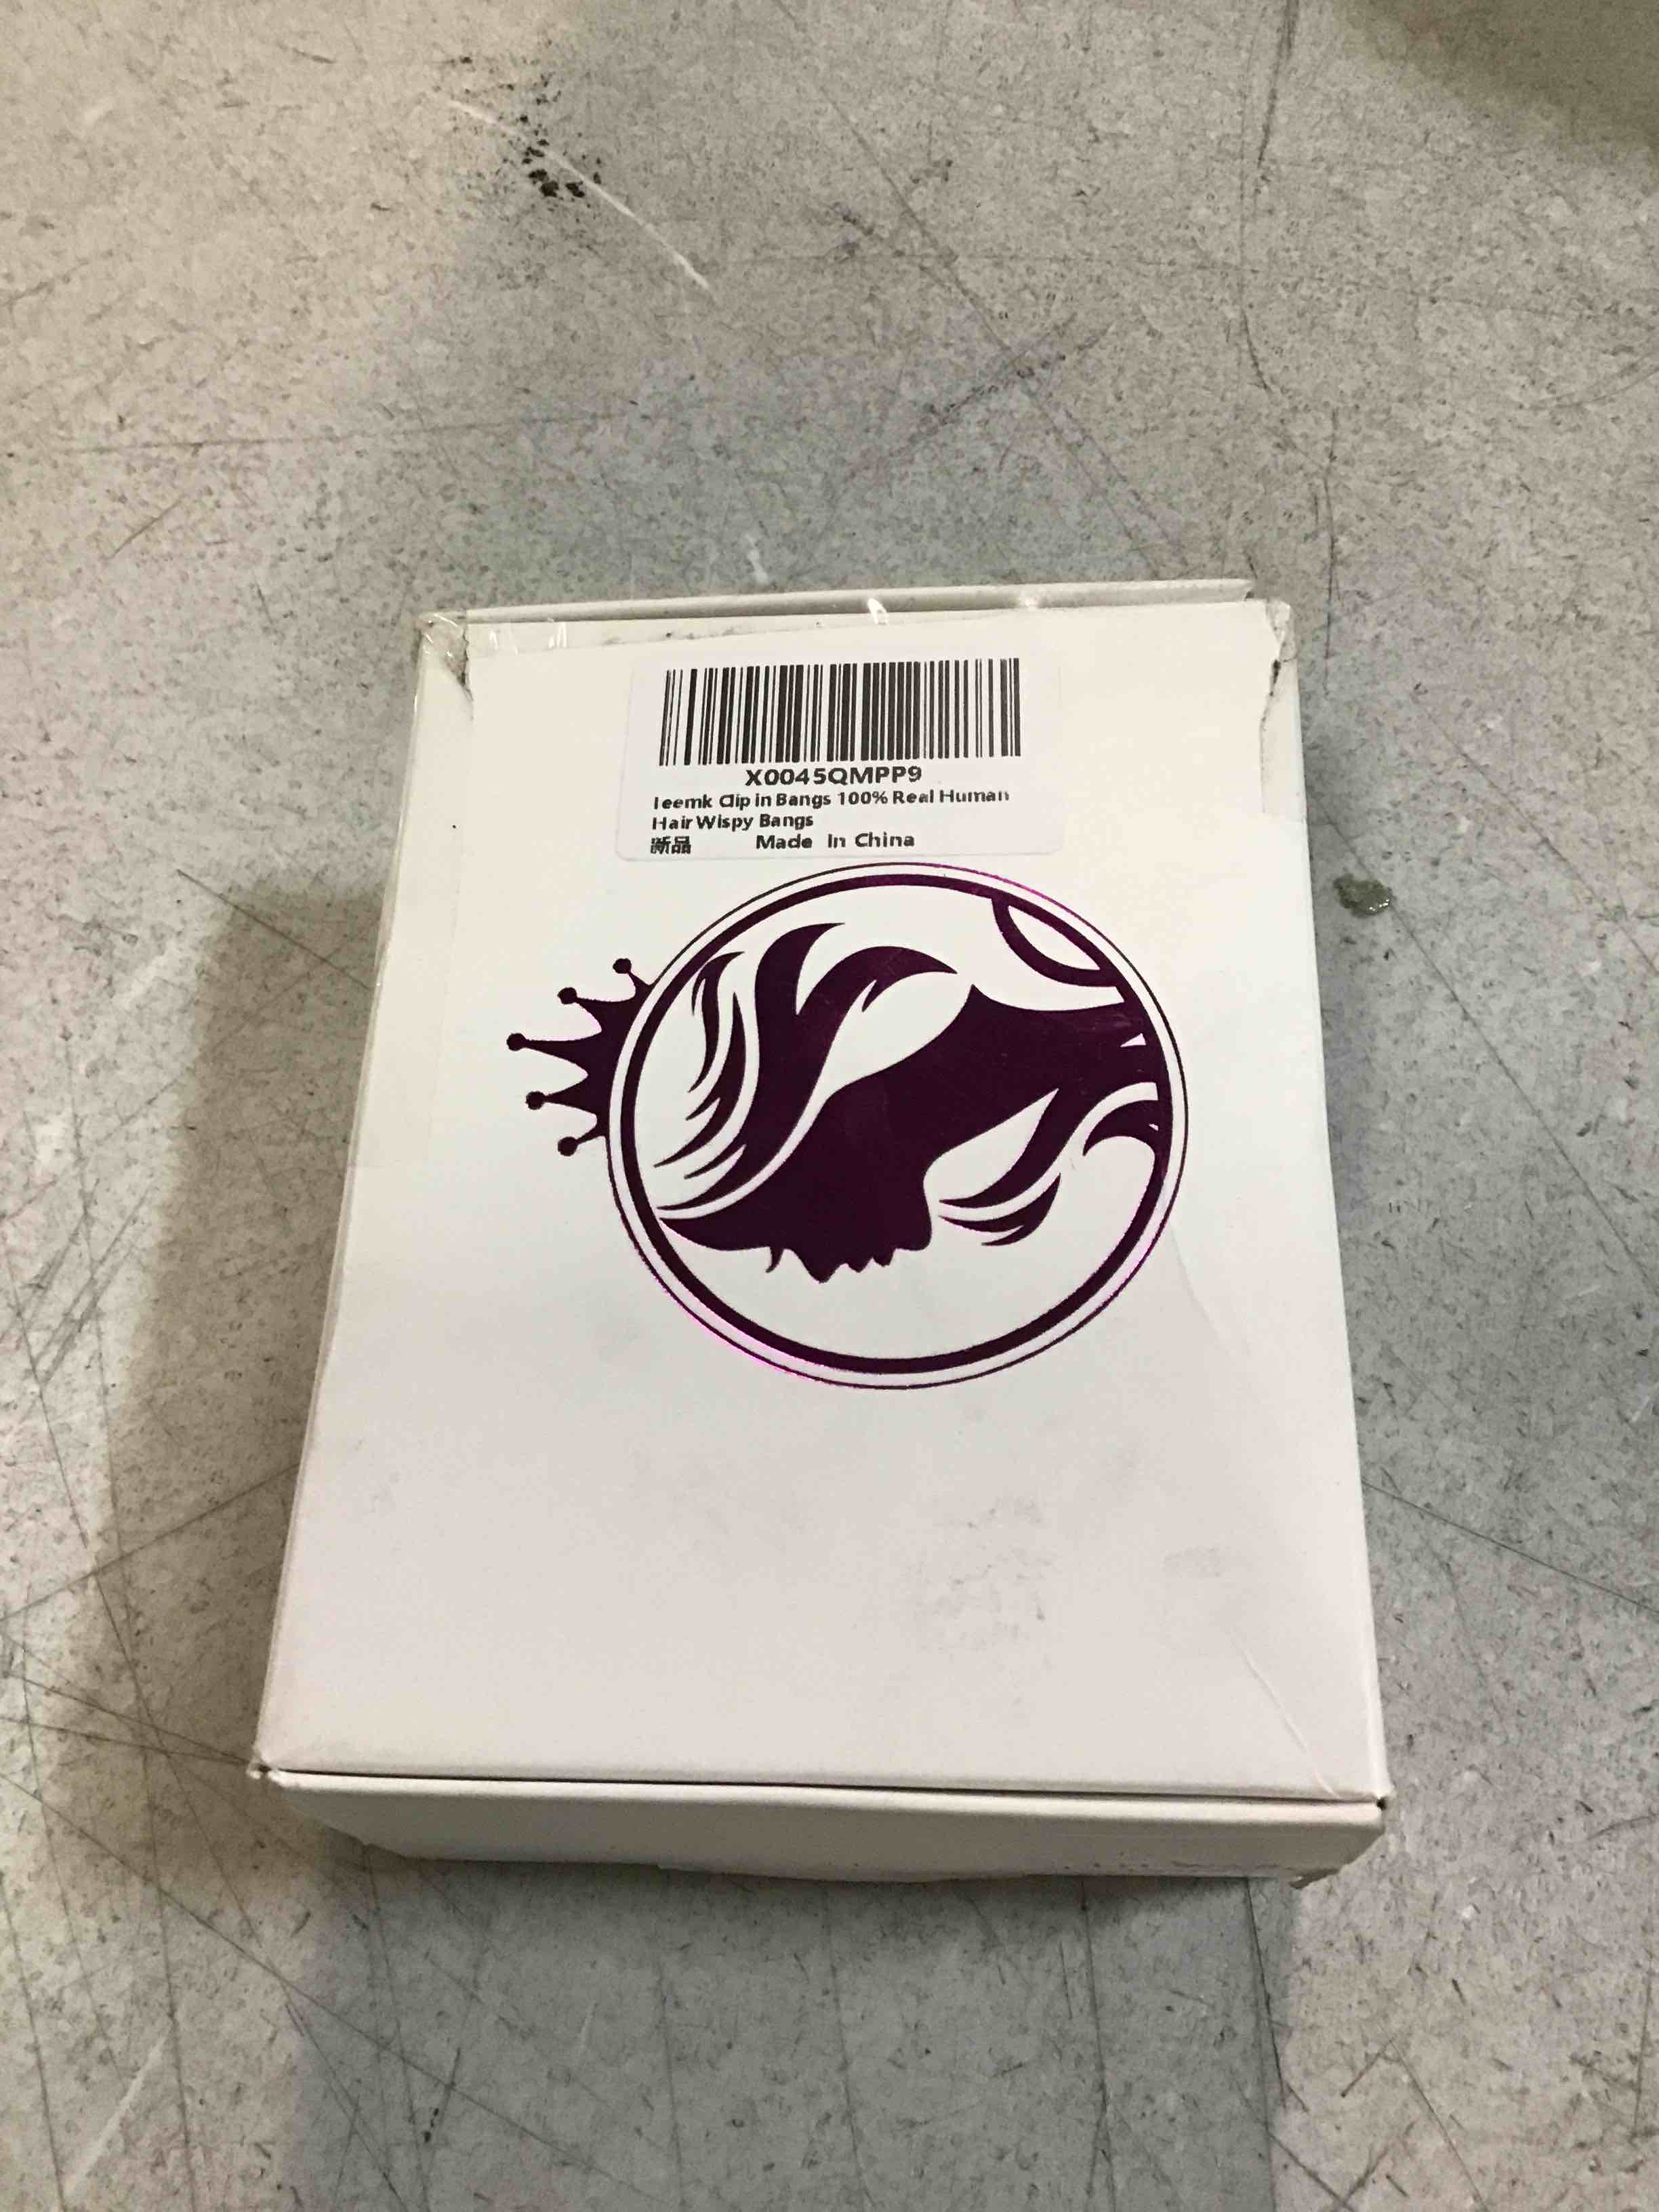 X0045QMPP9
Teemk Clip in Bangs 100% Real Human
Hair Wispy Bangs
新品 Made In China